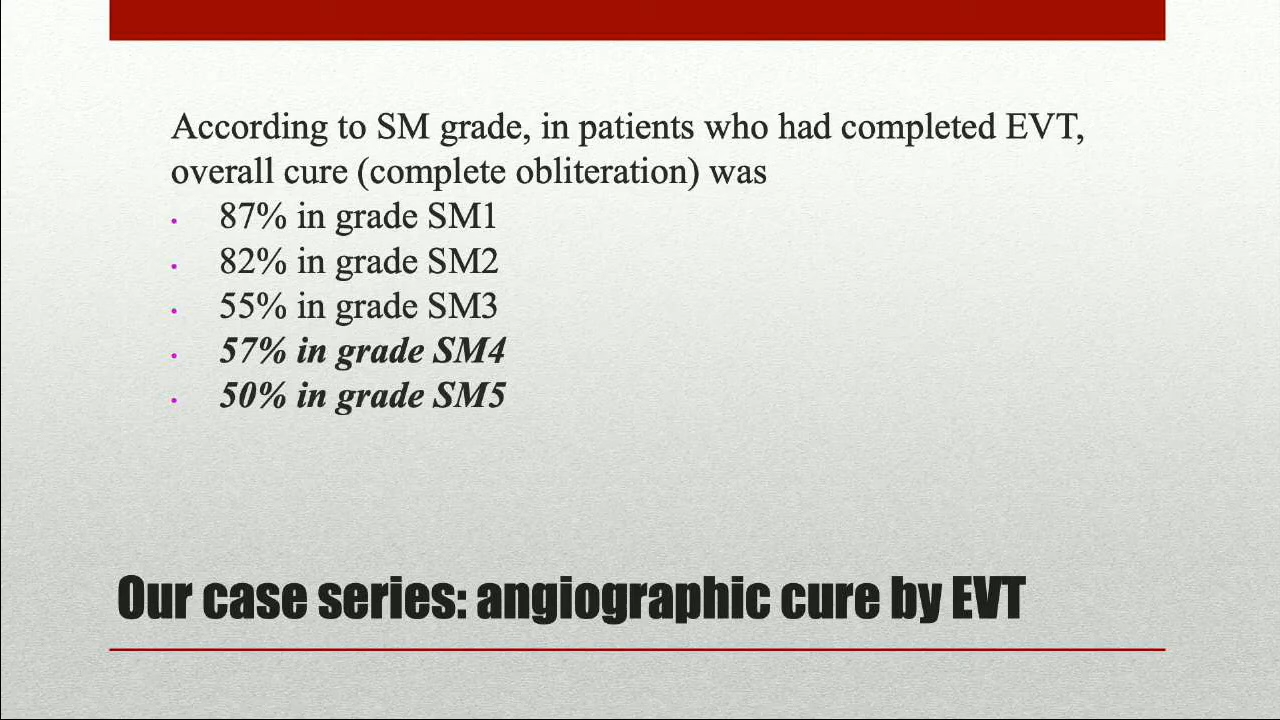 According to SM grade, in patients who had completed EVT,
overall cure (complete obliteration) was
• 87% in grade SM1
• 82% in grade SM2
• 55% in grade SM3
• 57% in grade SM4
• 50% in grade SM5
Our case series: angiographic cure by EVT